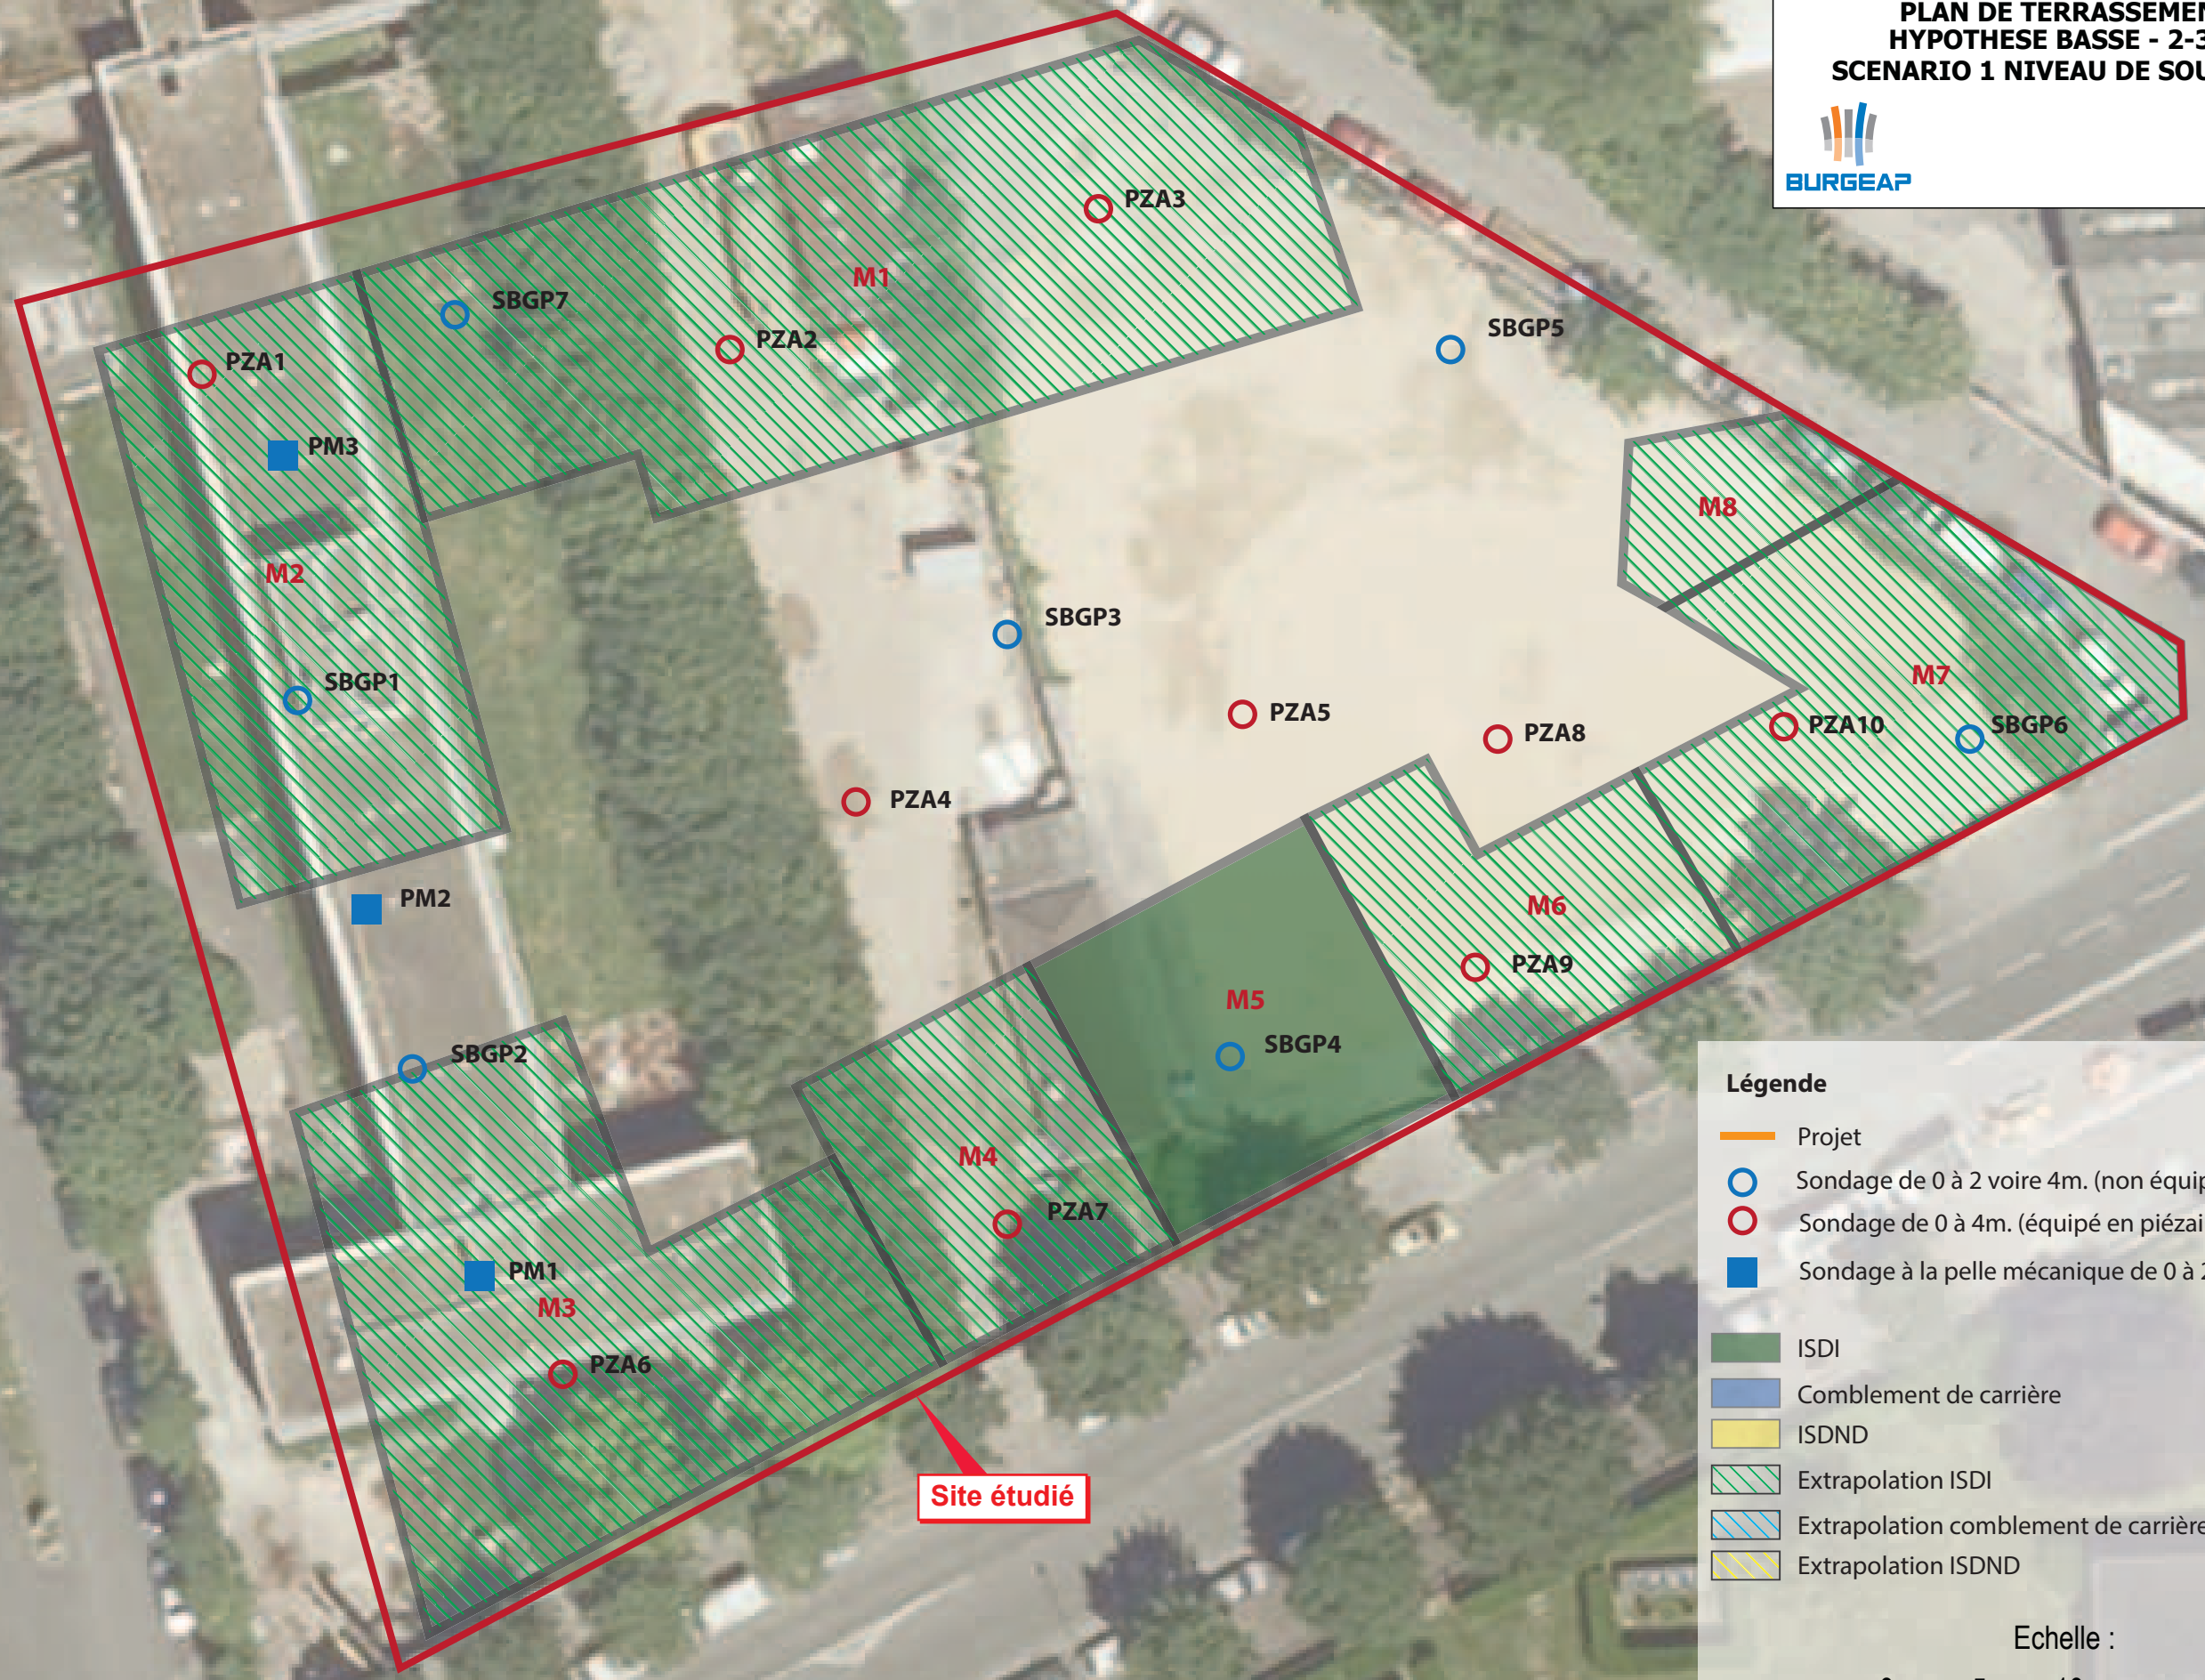 PLAN DE TERRASSEMEN
HYPOTHESE BASSE - 2-3
SCENARIO 1 NIVEAU DE SOU
BURGEAP
PZA3
M1
SBGP7
SBGP5
PZA2
PZA1
PM3
M8
M2
SBGP3
M7
SBGP1
PZA5
PZA10
SBGP6
PZA8
PZA4
PM2
M6
PZA9
M5
SBGP4
SBGP2
M4
PZA7
PM1
M3
PZA6
Site étudié
Légende
Projet
Sondage de 0 à 2 voire 4m. (non équip
Sondage de 0 à 4m. (équipé en piézai
Sondage à la pelle mécanique de 0 à 2
ISDI
Comblement de carrière
ISDND
Extrapolation ISDI
Extrapolation comblement de carrière
Extrapolation ISDND
Echelle :